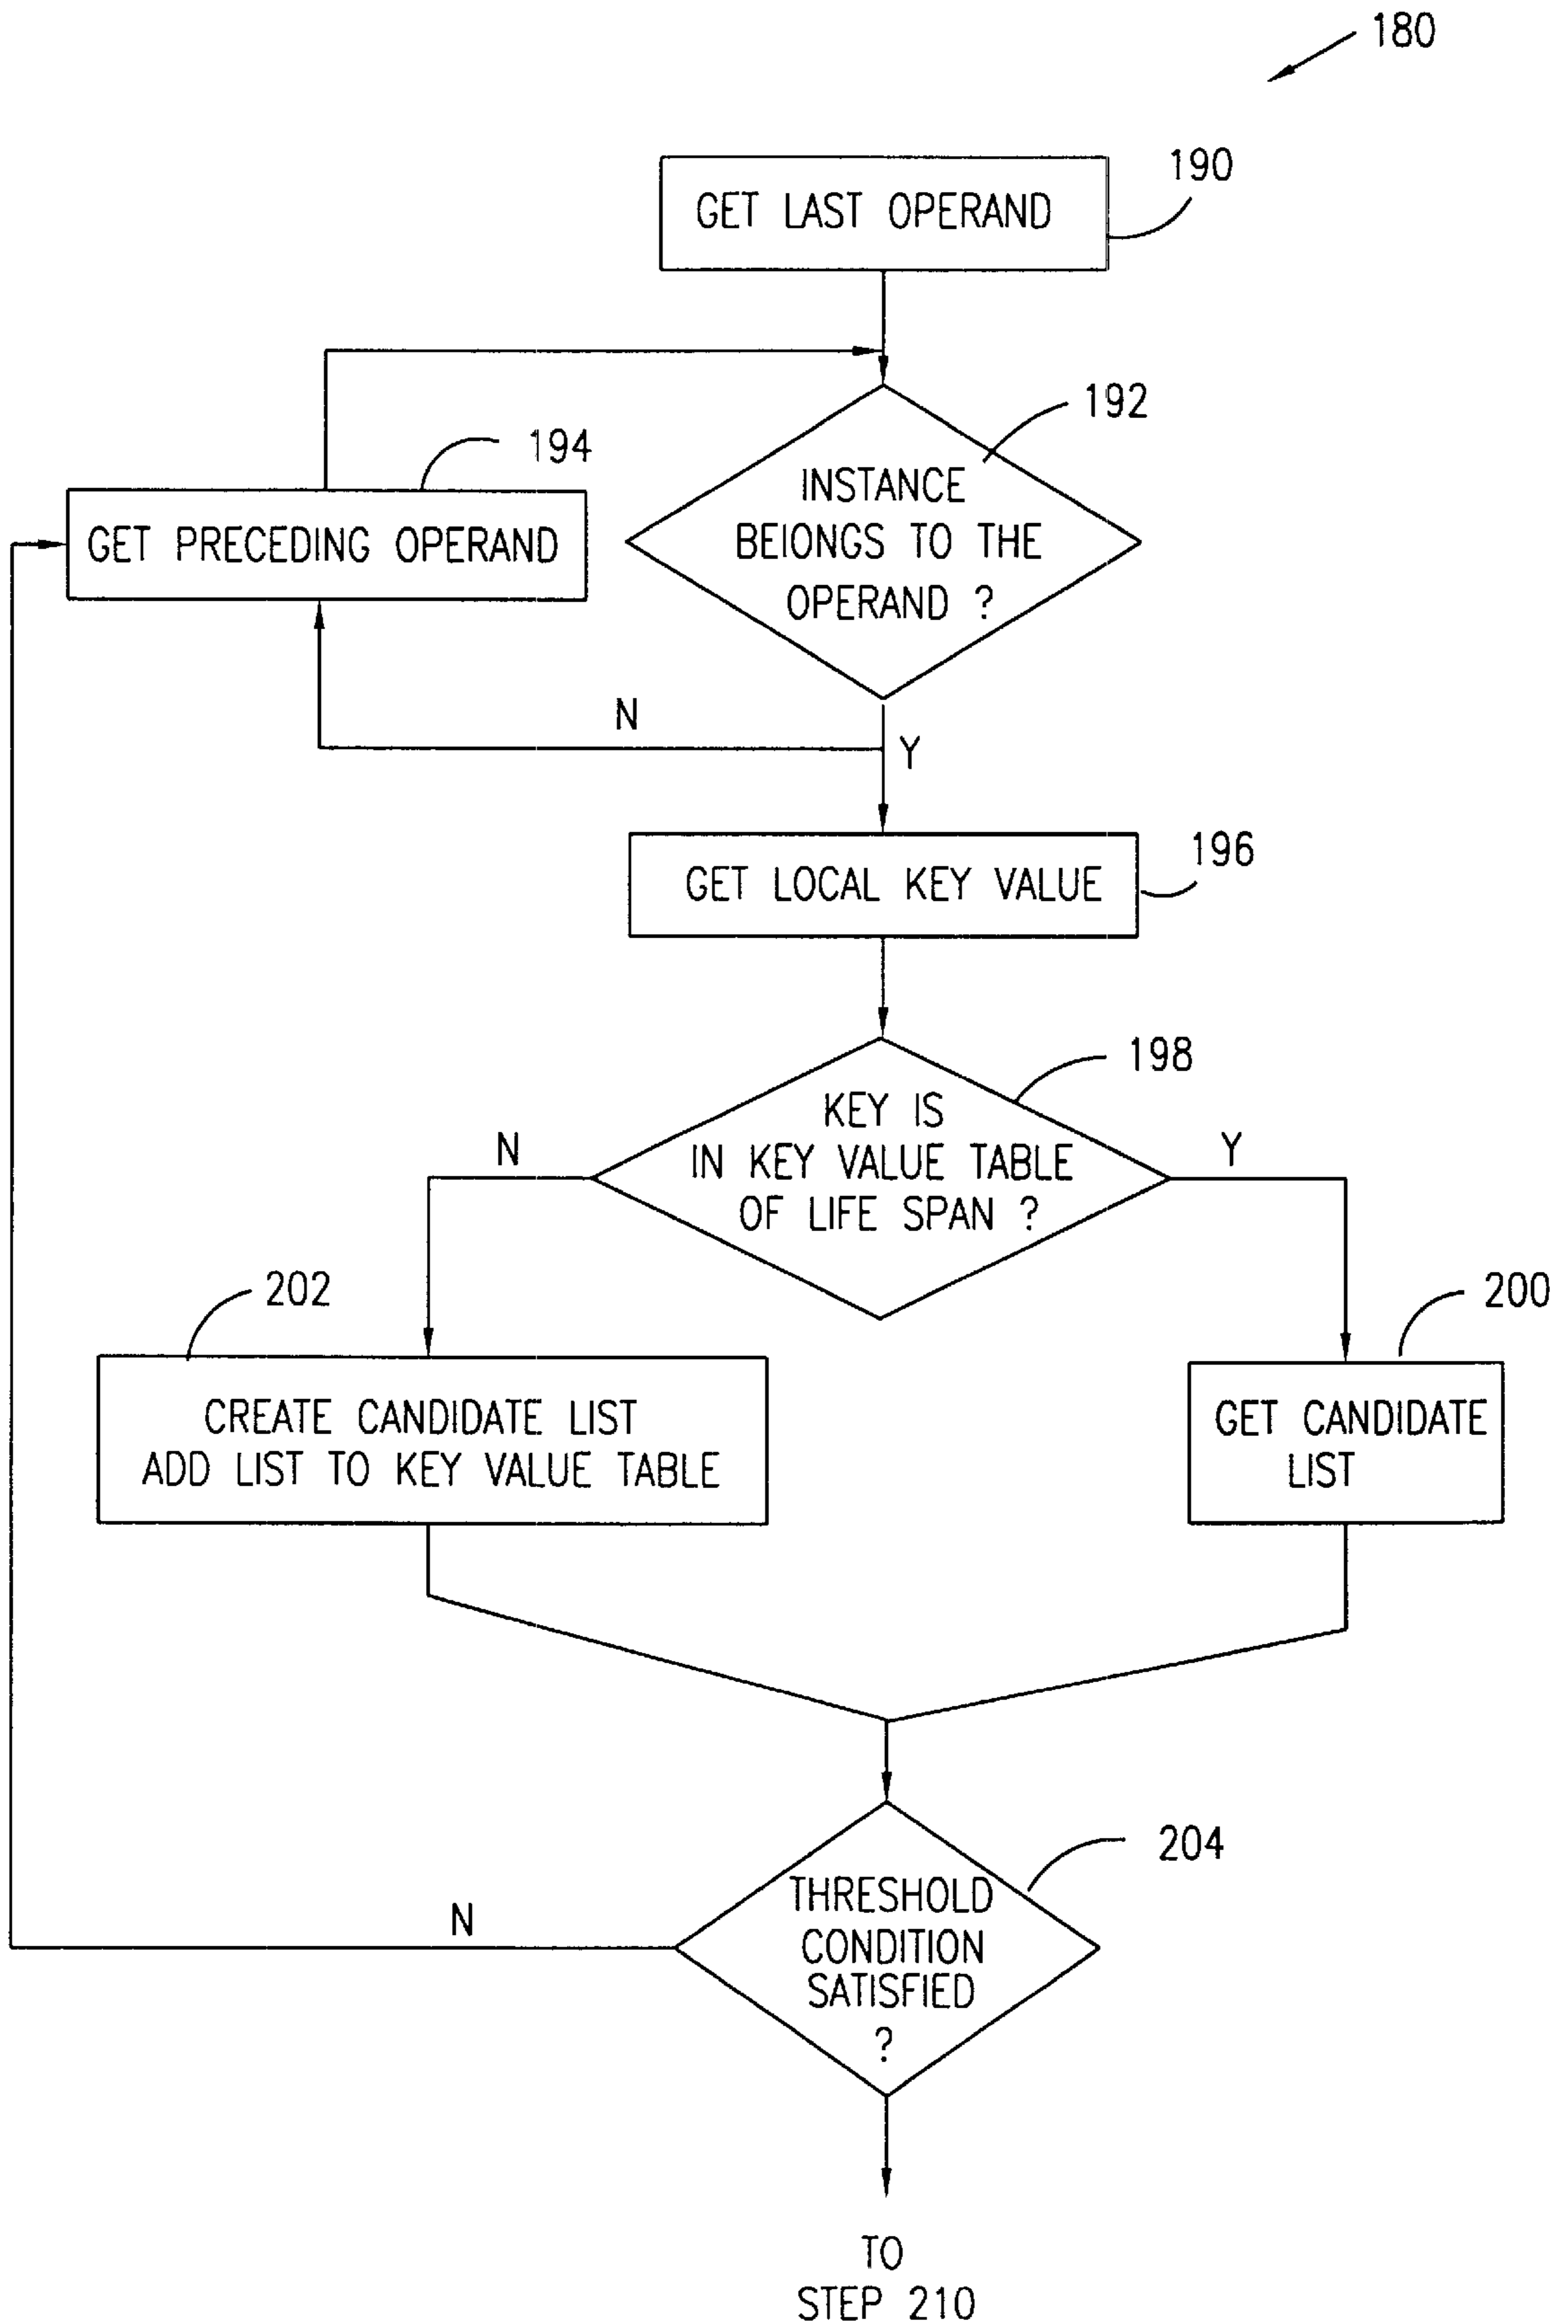 180
190
GET LAST OPERAND
192
194
INSTANCE
BEIONGS TO THE
OPERAND ?
GET PRECEDING OPERAND
N
Y
196
GET LOCAL KEY VALUE
198
KEY IS
IN KEY VALUE TABLE
OF LIFE SPAN ?
N
Y
202
200
CREATE CANDIDATE LIST
ADD LIST TO KEY VALUE TABLE
GET CANDIDATE
LIST
204
THRESHOLD
CONDITION
SATISFIED
?
N
TO
STEP 210